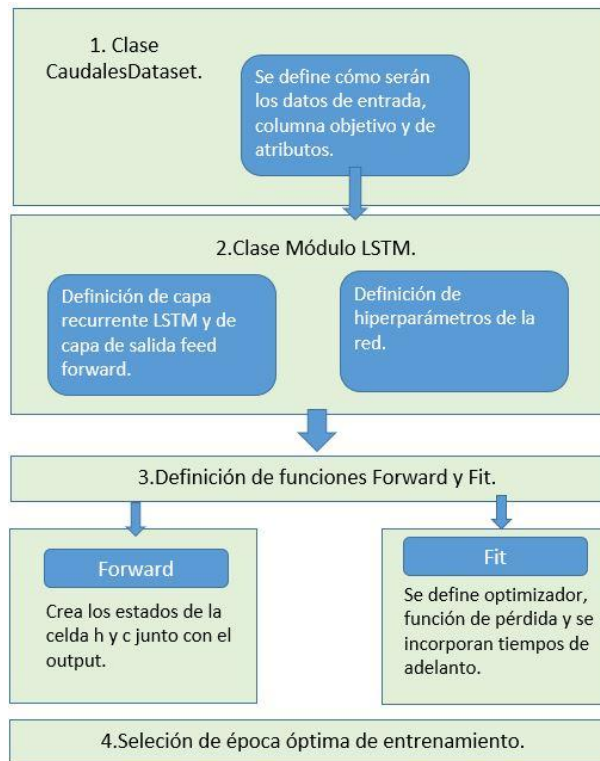 1. Clase
CaudalesDataset.
Se define cómo serán
los datos de entrada,
columna objetivo y de
atributos.
2.Clase Módulo LSTM.
Definición de capa
recurrente LSTM y de
capa de salida feed
forward.
Definición de
hiperparámetros de la
red.
3.Definición de funciones Forward y Fit.
Forward
Crea los estados de la
celda h y c junto con el
output.
Fit
Se define optimizador,
función de pérdida y se
incorporan tiempos de
adelanto.
4.Selección de época óptima de entrenamiento.